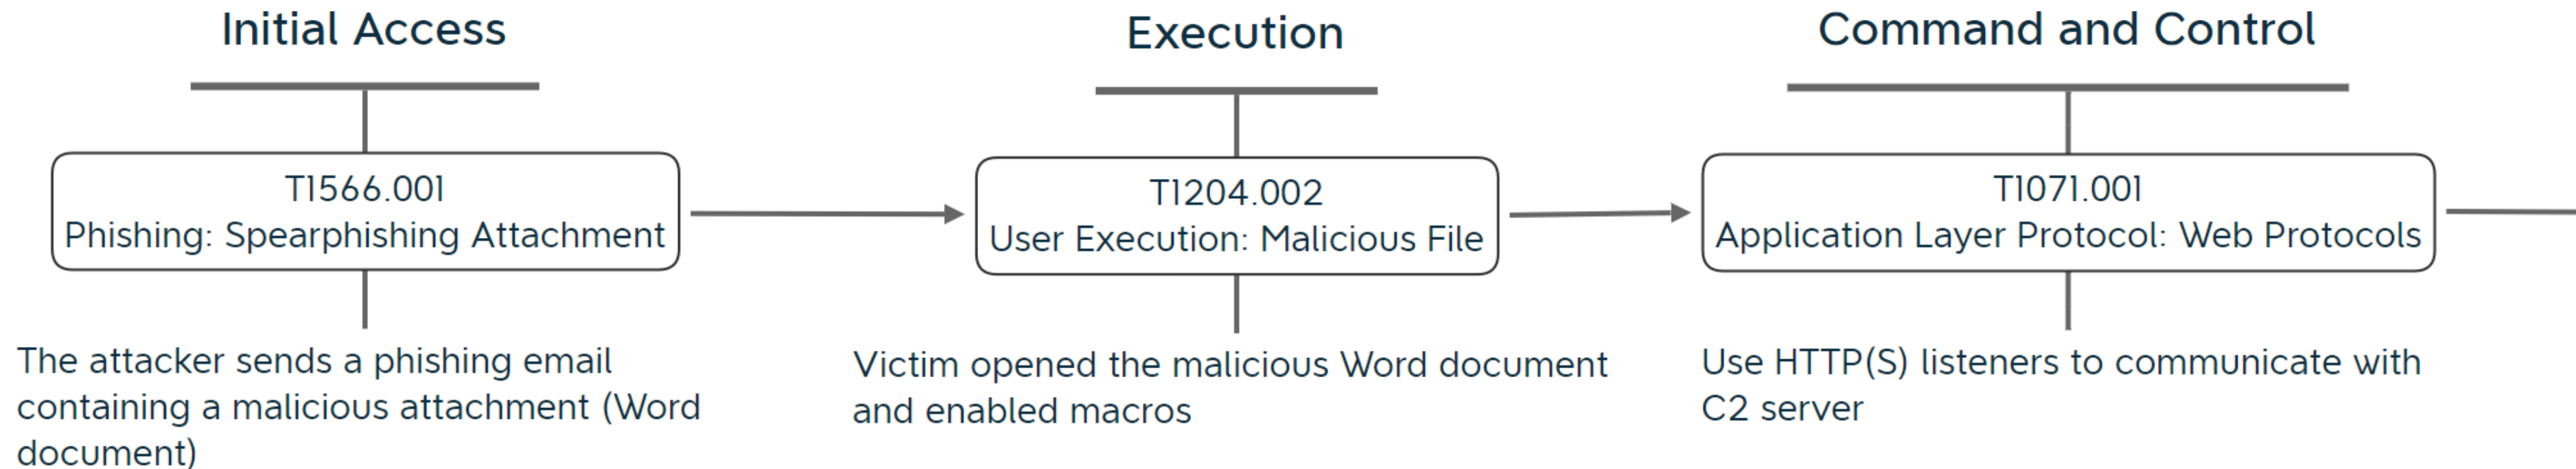 Initial Access
T1566.001
Phishing: Spearphishing Attachment
The attacker sends a phishing email
containing a malicious attachment (Word
document)
Execution
T1204.002
User Execution: Malicious File
Victim opened the malicious Word document
and enabled macros
Command and Control
T1071.001
Application Layer Protocol: Web Protocols
Use HTTP(S) listeners to communicate with
C2 server